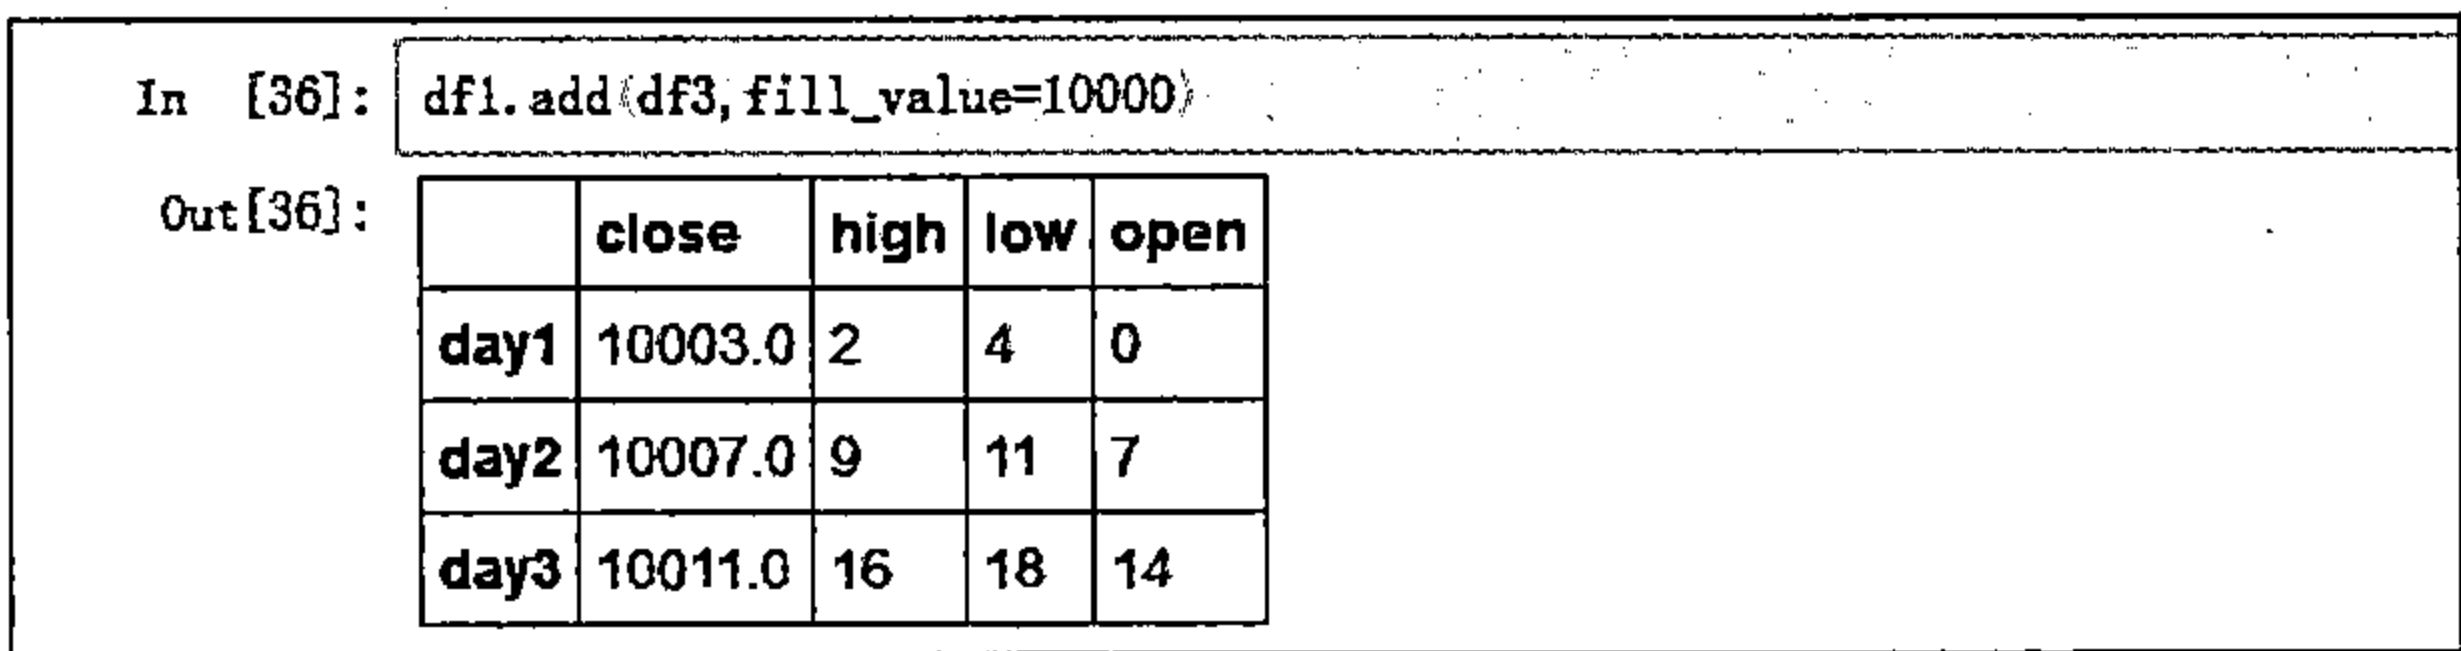 In [36]: df1.add(df3, fill_value=10000)
Out[36]:
close high low open
day1 10003.0 2 4 0
day2 10007.0 9 11 7
day3 10011.0 16 18 14